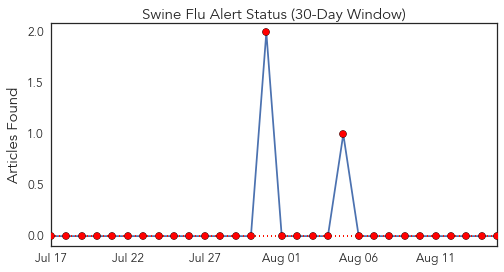 Swine Flu Alert Status (30-Day Window)
Articles Found
2.0
1.5
1.0
0.5
0.0
Jul 17 Jul 22 Jul 27 Aug 01 Aug 06 Aug 11